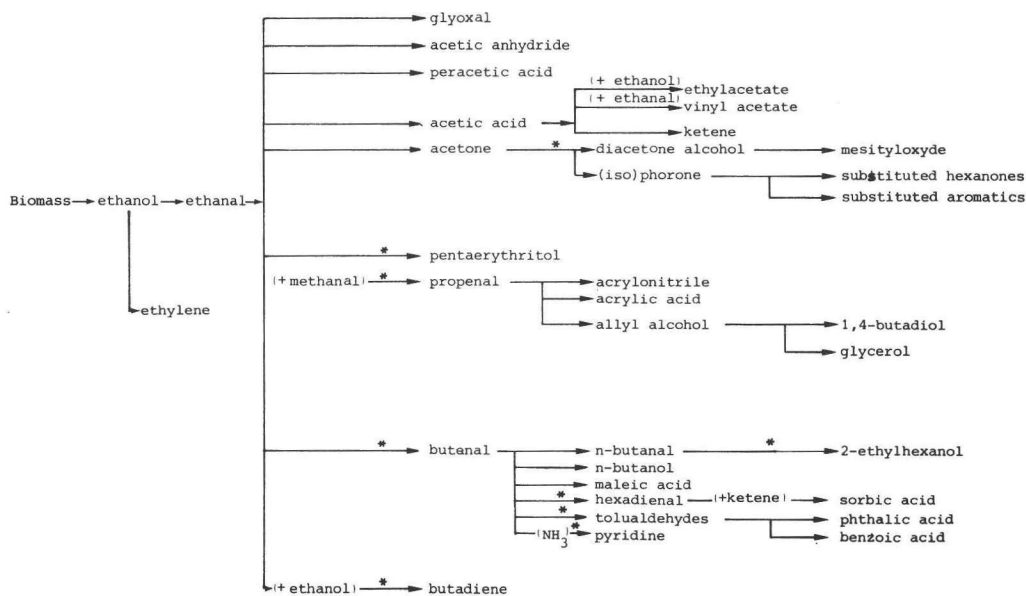 glyoxal
acetic anhydride
peracetic acid
(+ ethanol)
ethylacetate
(+ ethanal)
vinyl acetate
acetic acid
ketene
*
acetone
diacetone alcohol
mesityloxyde
(iso)phorone
substituted hexanones
Biomass ethanol ethanal
substituted aromatics
*
pentaerythritol
(+ methanal) * propenal acrylonitrile
acrylic acid
ethylene
allyl alcohol
1,4-butadiol
glycerol
* *
butenal n-butanal 2-ethylhexanol
n-butanol
maleic acid
* hexadienal (+ketene) sorbic acid
* tolualdehydes phthalic acid
(NH3) * pyridine benzoic acid
(+ ethanol) * butadiene